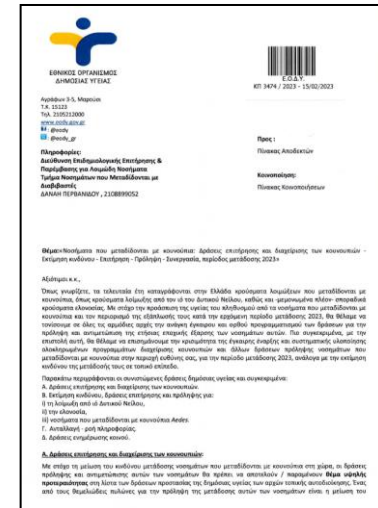 ΕΘΝΙΚΟΣ ΟΡΓΑΝΙΣΜΟΣ
ΔΗΜΟΣΙΑΣ ΥΓΕΙΑΣ
Ε.Ο.Δ.Υ.
ΚΠ 3474 / 2023 - 15/02/2023
Αγράφων 3-5, Μαρούσι
Τ.Κ. 15123
Τηλ. 2105212000
www.eody.gov.gr
: @eody
: @eody_gr
Προς :
Πίνακας Αποδεκτών
Πληροφορίες:
Διεύθυνση Επιδημιολογικής Επιτήρησης &
Παρέμβασης για Λοιμώδη Νοσήματα
Τμήμα Νοσημάτων που Μεταδίδονται με
Διαβιβαστές
ΔΑΝΑΗ ΠΕΡΒΑΝΙΔΟΥ , 2108899052
Κοινοποίηση:
Πίνακας Κοινοποιήσεων
Θέμα:«Νοσήματα που μεταδίδονται με κουνούπια: Δράσεις επιτήρησης και διαχείρισης των κουνουπιών -
Εκτίμηση κινδύνου - Επιτήρηση - Πρόληψη - Συνεργασία, περίοδος μετάδοσης 2023»
Αξιότιμοι κ.κ.,
Όπως γνωρίζετε, τα τελευταία έτη καταγράφονται στην Ελλάδα κρούσματα λοιμώξεων που μεταδίδονται με
κουνούπια, όπως κρούσματα λοίμωξης από τον ιό του Δυτικού Νείλου, καθώς και -μεμονωμένα πλέον- σποραδικά
κρούσματα ελονοσίας. Με στόχο την προάσπιση της υγείας του πληθυσμού από τα νοσήματα που μεταδίδονται με
κουνούπια και τον περιορισμό της εξάπλωσής τους κατά την ερχόμενη περίοδο μετάδοσης 2023, θα θέλαμε να
τονίσουμε σε όλες τις αρμόδιες αρχές την ανάγκη έγκαιρου και ορθού προγραμματισμού των δράσεων για την
πρόληψη και αντιμετώπιση της ετήσιας εποχικής έξαρσης των νοσημάτων αυτών. Πιο συγκεκριμένα, με την
επιστολή αυτή, θα θέλαμε να επισημάνουμε την κρισιμότητα της έγκαιρης έναρξης και συστηματικής υλοποίησης
ολοκληρωμένων προγραμμάτων διαχείρισης κουνουπιών και άλλων δράσεων πρόληψης νοσημάτων που
μεταδίδονται με κουνούπια στην περιοχή ευθύνης σας, για την περίοδο μετάδοσης 2023, ανάλογα με την εκτίμηση
κινδύνου της μετάδοσής τους σε τοπικό επίπεδο.
Παρακάτω περιγράφονται οι συνιστώμενες δράσεις δημόσιας υγείας και συγκεκριμένα:
Α. Δράσεις επιτήρησης και διαχείρισης των κουνουπιών.
Β. Εκτίμηση κινδύνου, δράσεις επιτήρησης και πρόληψης για:
i) τη λοίμωξη από ιό Δυτικού Νείλου,
ii) την ελονοσία,
iii) νοσήματα που μεταδίδονται με κουνούπια Aedes.
Γ. Ανταλλαγή - ροή πληροφορίας.
Δ. Δράσεις ενημέρωσης κοινού.
Α. Δράσεις επιτήρησης και διαχείρισης των κουνουπιών:
Με στόχο τη μείωση του κινδύνου μετάδοσης νοσημάτων που μεταδίδονται με κουνούπια στη χώρα, οι δράσεις
πρόληψης και αντιμετώπισης αυτών των νοσημάτων θα πρέπει να αποτελούν / παραμείνουν θέμα υψηλής
προτεραιότητας στη λίστα των δράσεων προστασίας της δημόσιας υγείας των αρχών τοπικής αυτοδιοίκησης. Ένας
από τους θεμελιώδεις πυλώνες για την πρόληψη της μετάδοσης αυτών των νοσημάτων είναι η μείωση του